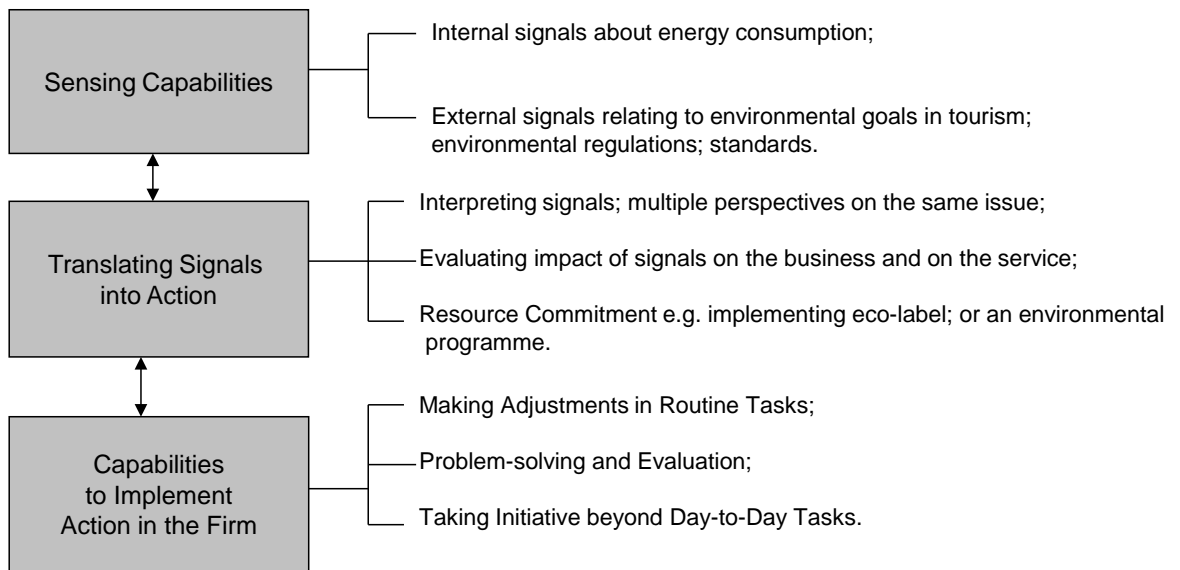 Sensing Capabilities
Internal signals about energy consumption;
External signals relating to environmental goals in tourism;
environmental regulations; standards.
Translating Signals
into Action
Interpreting signals; multiple perspectives on the same issue;
Evaluating impact of signals on the business and on the service;
Resource Commitment e.g. implementing eco-label; or an environmental
programme.
Capabilities
to Implement
Action in the Firm
Making Adjustments in Routine Tasks;
Problem-solving and Evaluation;
Taking Initiative beyond Day-to-Day Tasks.